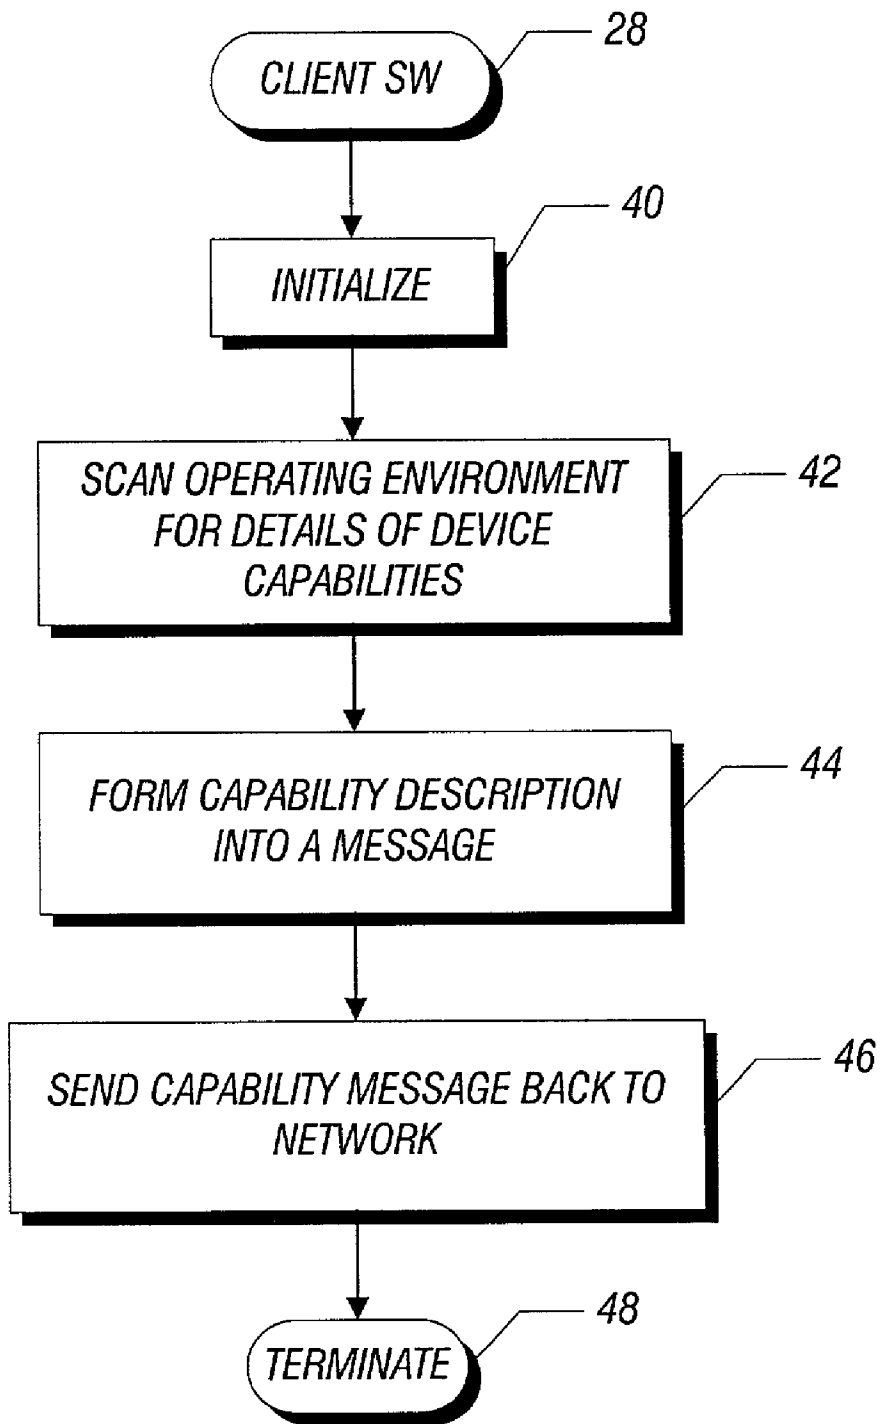 28
CLIENT SW
40
INITIALIZE
42
SCAN OPERATING ENVIRONMENT
FOR DETAILS OF DEVICE
CAPABILITIES
44
FORM CAPABILITY DESCRIPTION
INTO A MESSAGE
46
SEND CAPABILITY MESSAGE BACK TO
NETWORK
48
TERMINATE